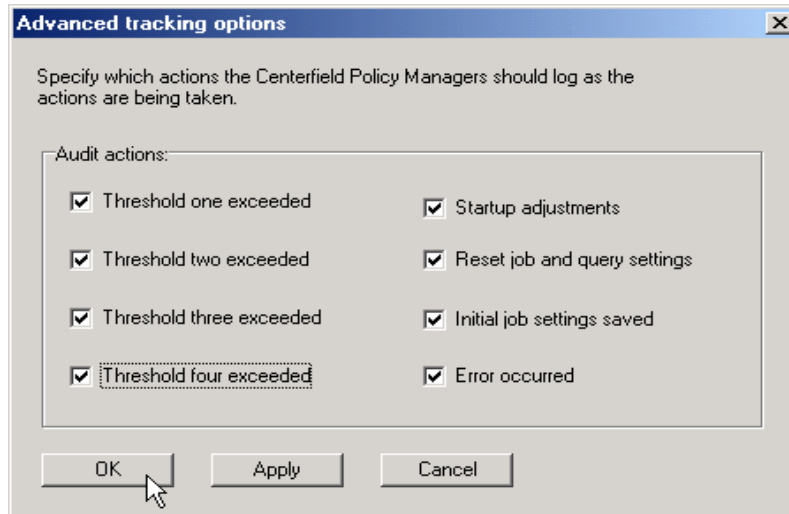 Advanced tracking options
Specify which actions the Centerfield Policy Managers should log as the
actions are being taken.
Audit actions:
Threshold one exceeded
Startup adjustments
Threshold two exceeded
Reset job and query settings
Threshold three exceeded
Initial job settings saved
Threshold four exceeded
Error occurred
OK
Apply
Cancel